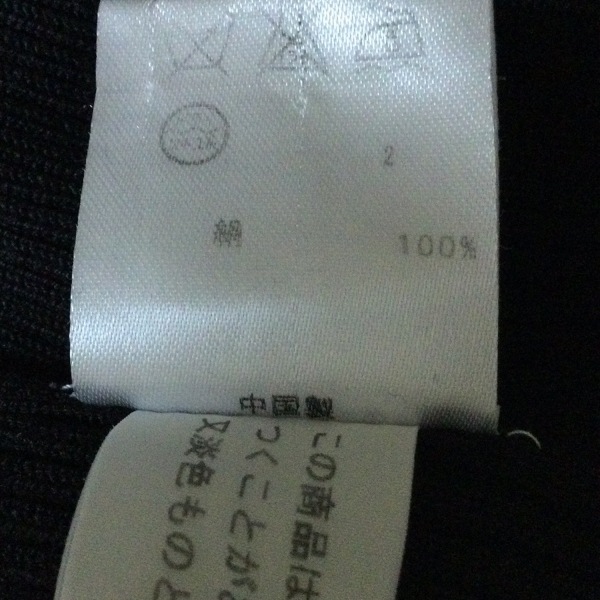 2
絹 100%
中国製
この商品は
つくことが
又淡色ものと